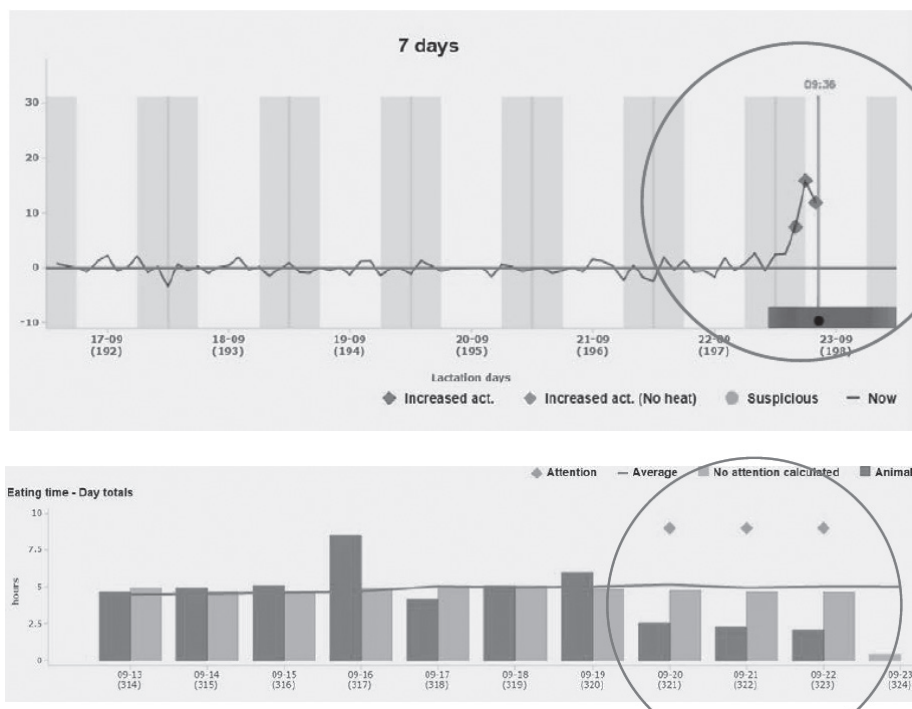 7 days
09:36
30
20
10
0
-10
17-09 18-09 19-09 20-09 21-09 22-09 23-09
(192) (193) (194) (195) (196) (197) (198)
Lactation days
Increased act. Increased act. (No heat) Suspicious Now
Attention Average No attention calculated Animal
Eating time - Day totals
10
7.5
5
2.5
0
hours
09-13 09-14 09-15 09-16 09-17 09-18 09-19 09-20 09-21 09-22 09-23
(314) (315) (316) (317) (318) (319) (320) (321) (322) (323) (324)